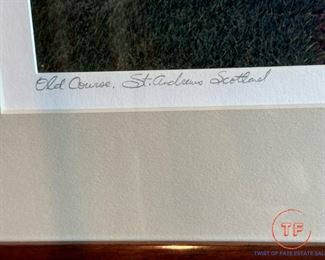 Old Course, St. Andrews Scotland
TF
TWIST OF FATE ESTATE SALES